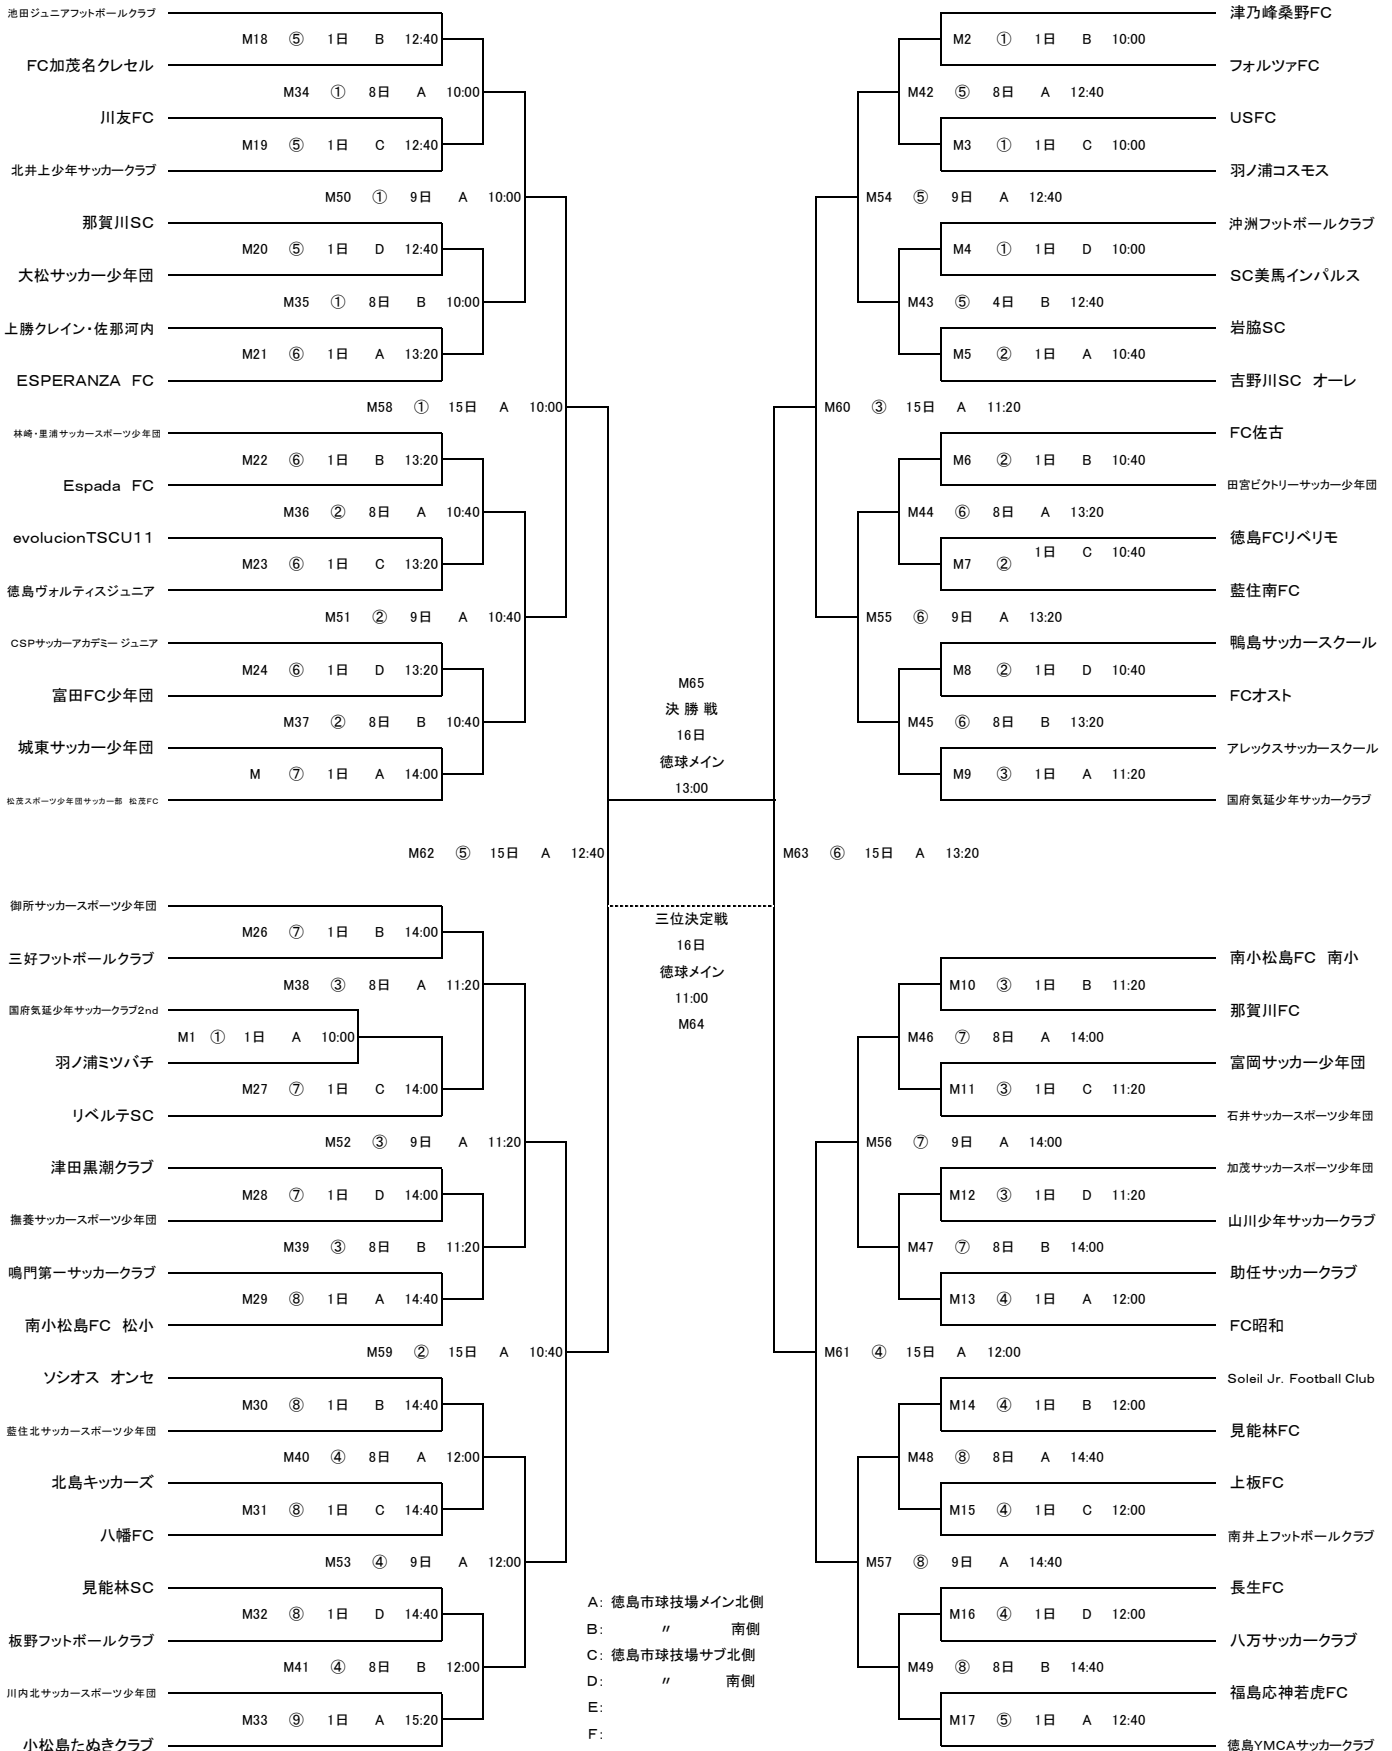 池田ジュニアフットボールクラブ
M18 ⑤ 1日 B 12:40
FC加茂名クレセル
M34 ① 8日 A 10:00
川友FC
M19 ⑤ 1日 C 12:40
北井上少年サッカークラブ
M50 ① 9日 A 10:00
那賀川SC
M20 ⑤ 1日 D 12:40
大松サッカー少年団
M35 ① 8日 B 10:00
上勝クレイン・佐那河内
M21 ⑥ 1日 A 13:20
ESPERANZA FC
M58 ① 15日 A 10:00
林崎・里浦サッカースポーツ少年団
M22 ⑥ 1日 B 13:20
Espada FC
M36 ② 8日 A 10:40
evolucionTSCU11
M23 ⑥ 1日 C 13:20
徳島ヴォルティスジュニア
M51 ② 9日 A 10:40
CSPサッカーアカデミー ジュニア
M24 ⑥ 1日 D 13:20
富田FC少年団
M37 ② 8日 B 10:40
城東サッカー少年団
M ⑦ 1日 A 14:00
松茂スポーツ少年団サッカー部 松茂FC
M62 ⑤ 15日 A 12:40
御所サッカースポーツ少年団
M26 ⑦ 1日 B 14:00
三好フットボールクラブ
M38 ③ 8日 A 11:20
国府気延少年サッカークラブ2nd
M1 ① 1日 A 10:00
羽ノ浦ミツバチ
M27 ⑦ 1日 C 14:00
リベルテSC
M52 ③ 9日 A 11:20
津田黒潮クラブ
M28 ⑦ 1日 D 14:00
撫養サッカースポーツ少年団
M39 ③ 8日 B 11:20
鳴門第一サッカークラブ
M29 ⑧ 1日 A 14:40
南小松島FC 松小
M59 ② 15日 A 10:40
ソシオス オンセ
M30 ⑧ 1日 B 14:40
藍住北サッカースポーツ少年団
M40 ④ 8日 A 12:00
北島キッカーズ
M31 ⑧ 1日 C 14:40
八幡FC
M53 ④ 9日 A 12:00
見能林SC
M32 ⑧ 1日 D 14:40
板野フットボールクラブ
M41 ④ 8日 B 12:00
川内北サッカースポーツ少年団
M33 ⑨ 1日 A 15:20
小松島たぬきクラブ
M65
決 勝 戦
16日
徳球メイン
13:00
三位決定戦
16日
徳球メイン
11:00
M64
A: 徳島市球技場メイン北側
B: 〃 南側
C: 徳島市球技場サブ北側
D: 〃 南側
E:
F:
津乃峰桑野FC
M2 ① 1日 B 10:00
フォルツァFC
M42 ⑤ 8日 A 12:40
USFC
M3 ① 1日 C 10:00
羽ノ浦コスモス
M54 ⑤ 9日 A 12:40
沖洲フットボールクラブ
M4 ① 1日 D 10:00
SC美馬インパルス
M43 ⑤ 4日 B 12:40
岩脇SC
M5 ② 1日 A 10:40
吉野川SC オーレ
M60 ③ 15日 A 11:20
FC佐古
M6 ② 1日 B 10:40
田宮ビクトリーサッカー少年団
M44 ⑥ 8日 A 13:20
徳島FCリベリモ
M7 ② 1日 C 10:40
藍住南FC
M55 ⑥ 9日 A 13:20
鴨島サッカースクール
M8 ② 1日 D 10:40
FCオスト
M45 ⑥ 8日 B 13:20
アレックスサッカースクール
M9 ③ 1日 A 11:20
国府気延少年サッカークラブ
M63 ⑥ 15日 A 13:20
南小松島FC 南小
M10 ③ 1日 B 11:20
那賀川FC
M46 ⑦ 8日 A 14:00
富岡サッカー少年団
M11 ③ 1日 C 11:20
石井サッカースポーツ少年団
M56 ⑦ 9日 A 14:00
加茂サッカースポーツ少年団
M12 ③ 1日 D 11:20
山川少年サッカークラブ
M47 ⑦ 8日 B 14:00
助任サッカークラブ
M13 ④ 1日 A 12:00
FC昭和
M61 ④ 15日 A 12:00
Soleil Jr. Football Club
M14 ④ 1日 B 12:00
見能林FC
M48 ⑧ 8日 A 14:40
上板FC
M15 ④ 1日 C 12:00
南井上フットボールクラブ
M57 ⑧ 9日 A 14:40
長生FC
M16 ④ 1日 D 12:00
八万サッカークラブ
M49 ⑧ 8日 B 14:40
福島応神若虎FC
M17 ⑤ 1日 A 12:40
徳島YMCAサッカークラブ